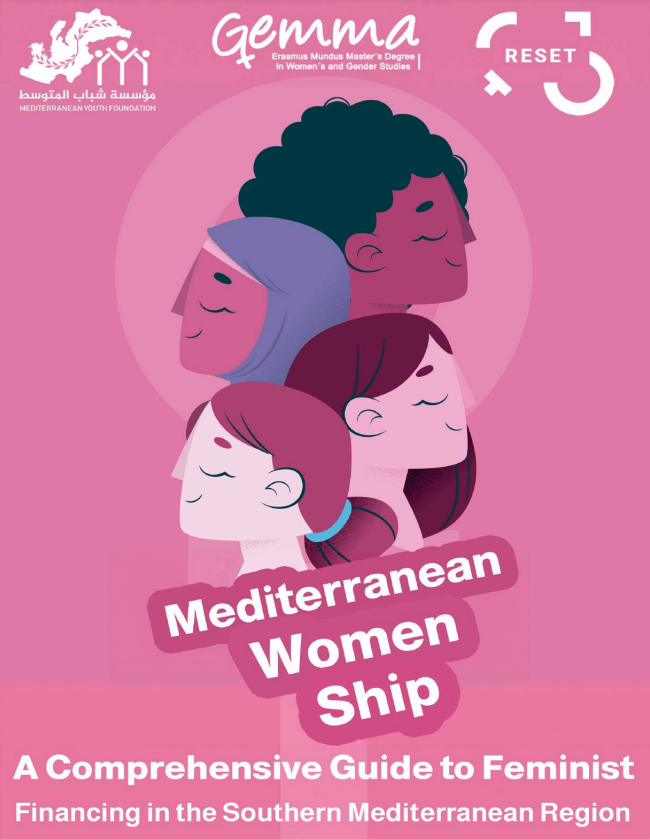 مؤسسة شباب المتوسط
MEDITERRANEAN YOUTH FOUNDATION
Gemma
Erasmus Mundus Master´s Degree
in Women´s and Gender Studies
RESET
Mediterranean
Women
Ship
A Comprehensive Guide to Feminist
Financing in the Southern Mediterranean Region